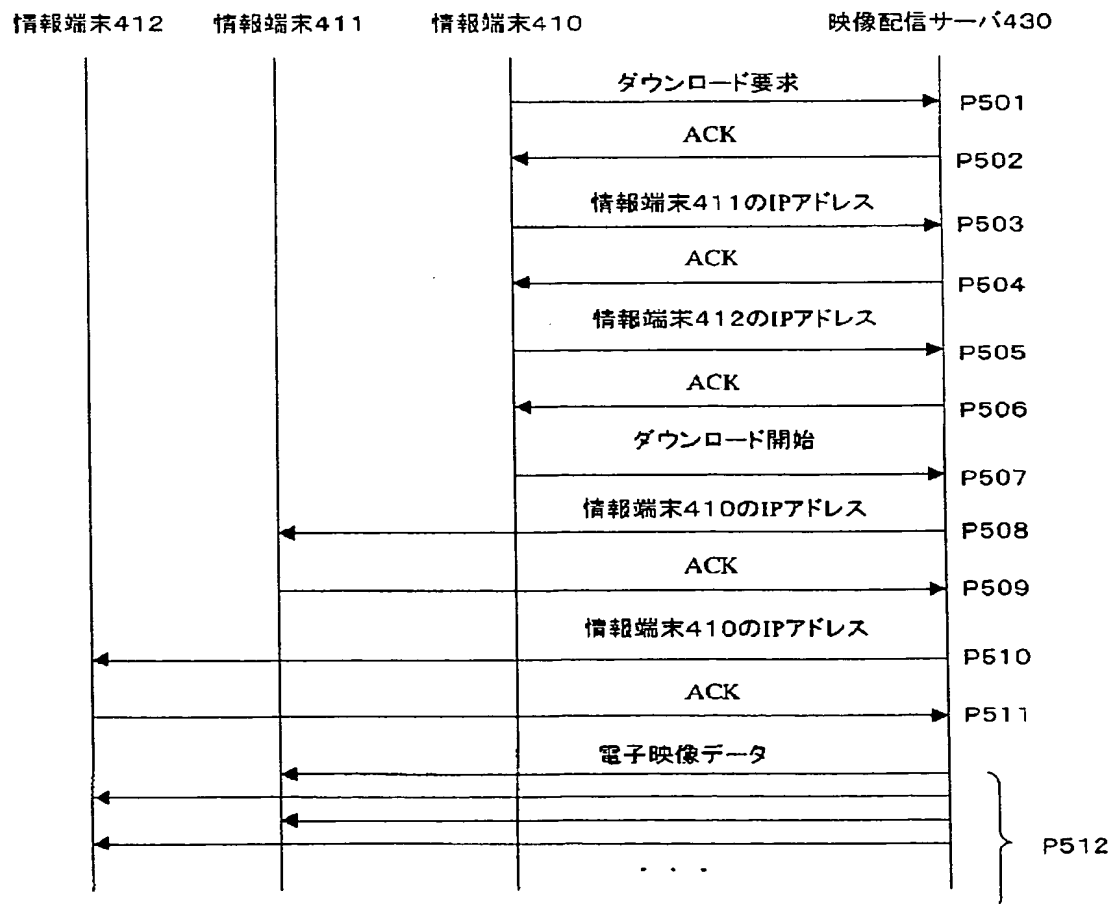 情報端末412 情報端末411 情報端末410 映像配信サーバ430
ダウンロード要求
P501
ACK
P502
情報端末411のIPアドレス
P503
ACK
P504
情報端末412のIPアドレス
P505
ACK
P506
ダウンロード開始
P507
情報端末410のIPアドレス
P508
ACK
P509
情報端末410のIPアドレス
P510
ACK
P511
電子映像データ
P512
・・・